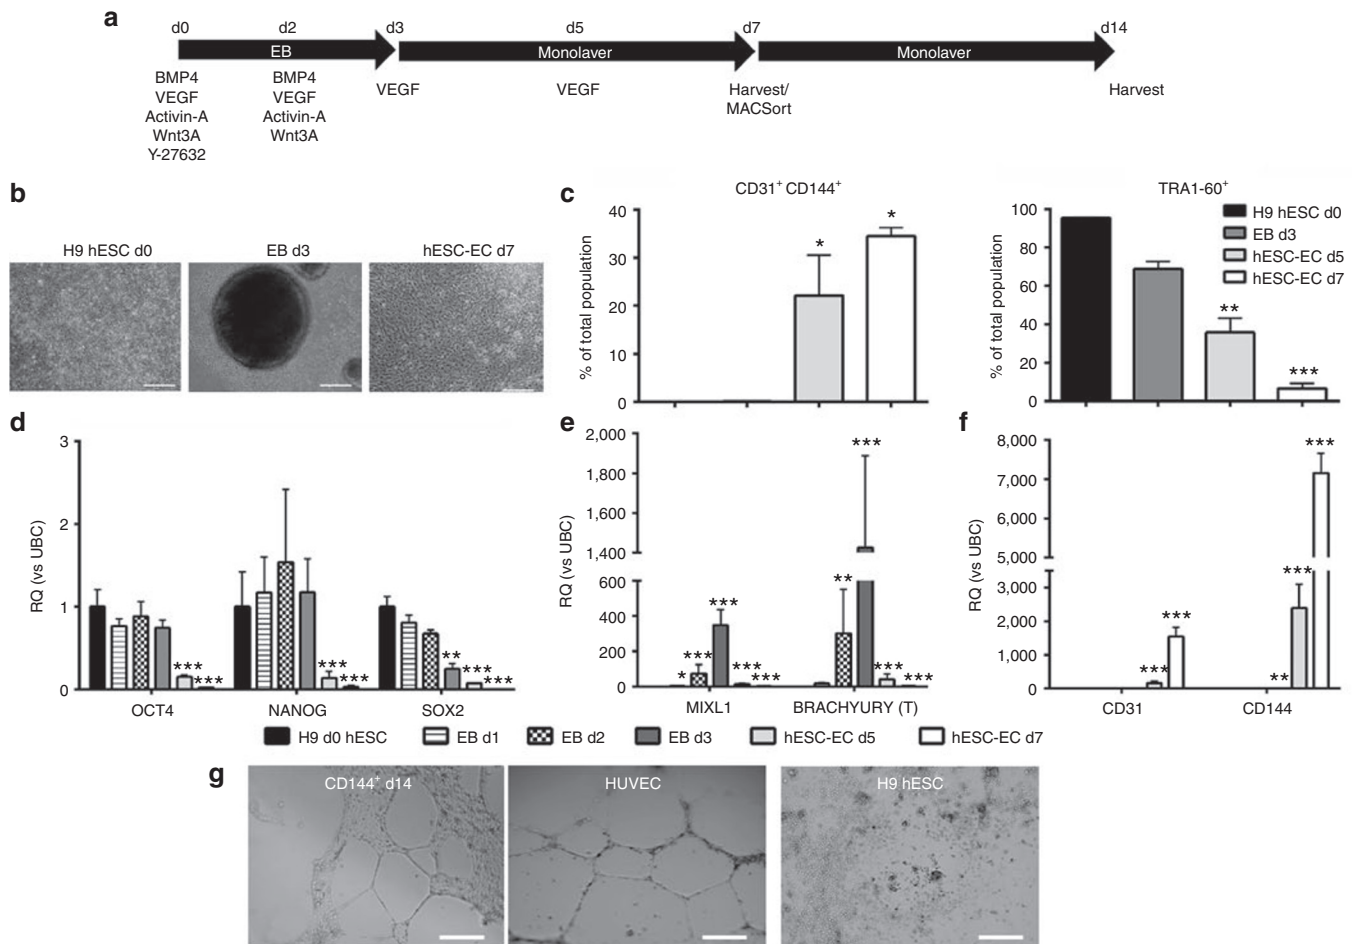 a
d0 d2 d3 d5 d7 d14
EB Monolaver Monolaver
BMP4
VEGF
Activin-A
Wnt3A
Y-27632
BMP4
VEGF
Activin-A
Wnt3A
VEGF
VEGF
Harvest/
MACSort
Harvest
b
H9 hESC d0 EB d3 hESC-EC d7
c
CD31+ CD144+
% of total population
40
30
20
10
0
*
*
TRA1-60+
% of total population
100
80
60
40
20
0
**
***
H9 hESC d0
EB d3
hESC-EC d5
hESC-EC d7
d
RQ (vs UBC)
3
2
1
0
*** *** *** *** ** *** ***
OCT4 NANOG SOX2
e
RQ (vs UBC)
2,000
1,800
1,600
1,400
600
400
200
0
* *** *** *** *** ** *** *** ***
MIXL1 BRACHYURY (T)
f
RQ (vs UBC)
8,000
7,000
6,000
5,000
3,000
2,000
1,000
0
*** *** ** *** ***
CD31 CD144
H9 d0 hESC EB d1 EB d2 EB d3 hESC-EC d5 hESC-EC d7
g
CD144+ d14 HUVEC H9 hESC